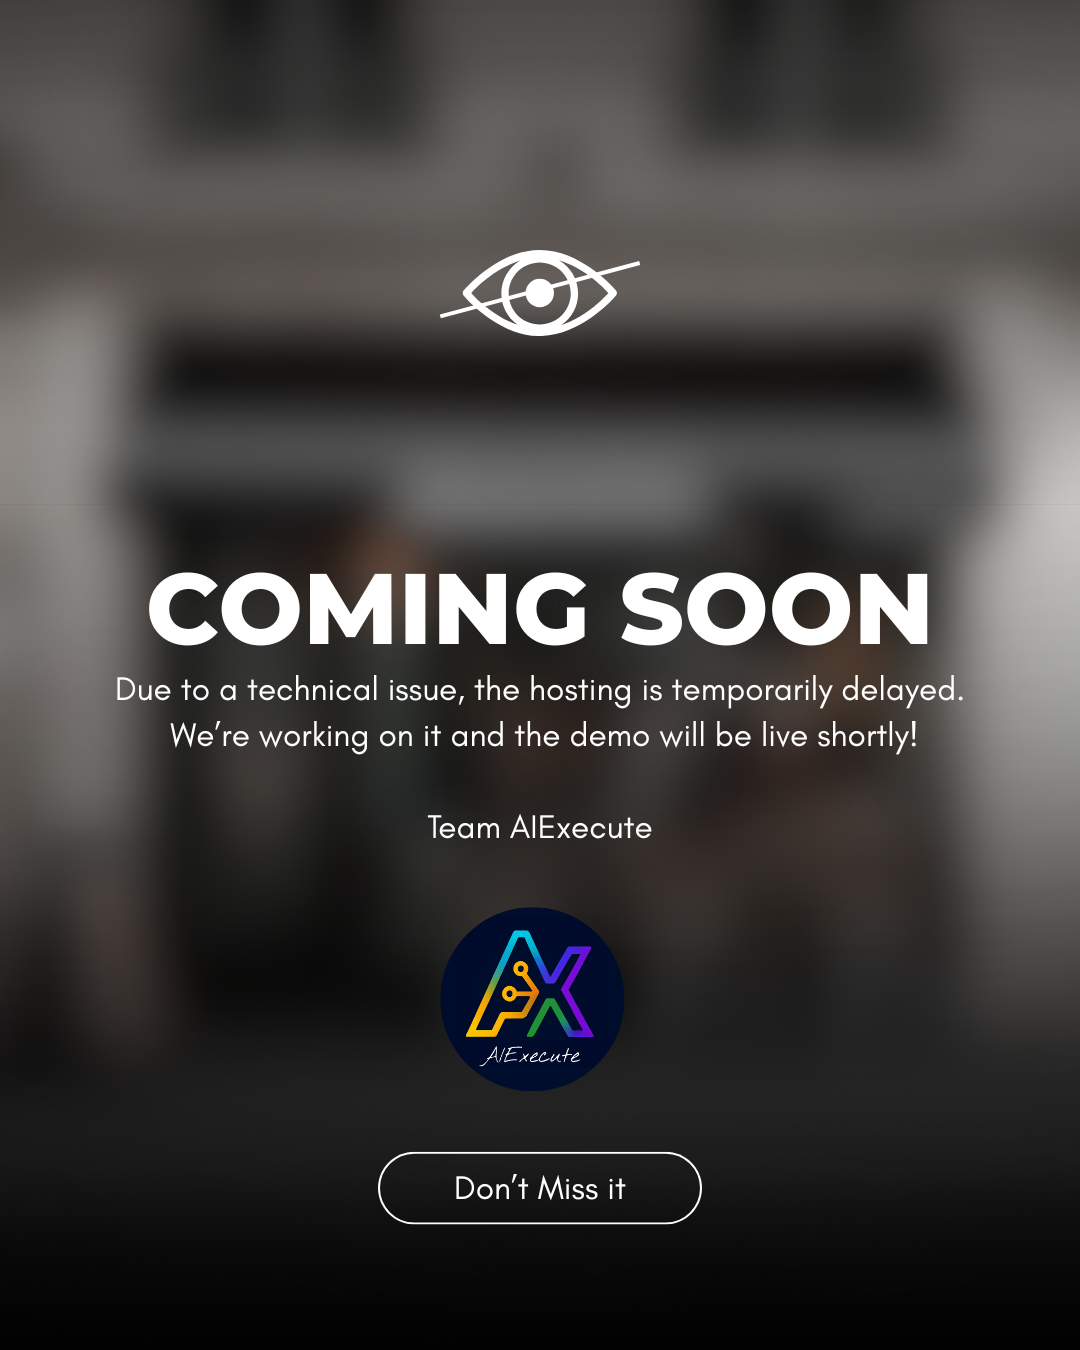 COMING SOON
Due to a technical issue, the hosting is temporarily delayed.
We’re working on it and the demo will be live shortly!
Team AIExecute
AIExecute
Don’t Miss it